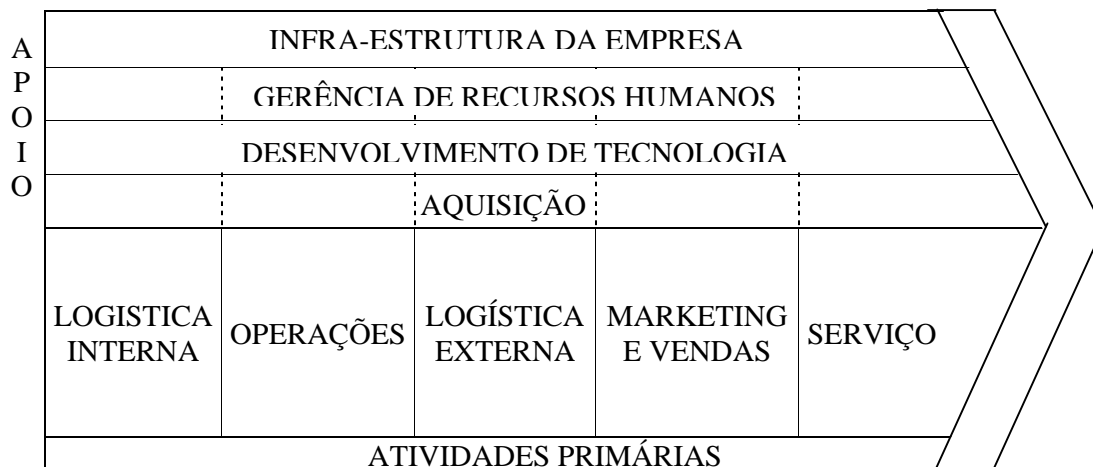 APOIO
INFRA-ESTRUTURA DA EMPRESA
GERÊNCIA DE RECURSOS HUMANOS
DESENVOLVIMENTO DE TECNOLOGIA
AQUISIÇÃO
LOGISTICA
INTERNA
OPERAÇÕES
LOGÍSTICA
EXTERNA
MARKETING
E VENDAS
SERVIÇO
ATIVIDADES PRIMÁRIAS